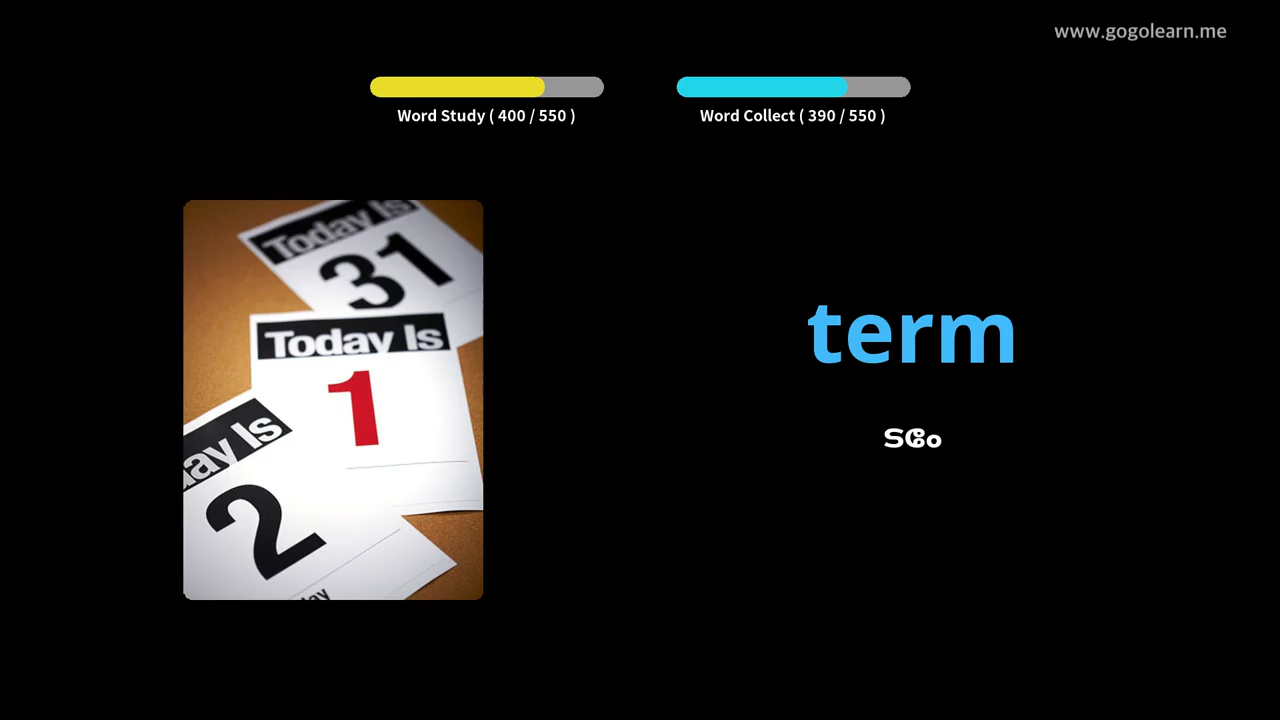 www.gogolearn.me
Word Study ( 400 / 550 )
Word Collect ( 390 / 550 )
Today Is
31
Today Is
1
day Is
2
term
ടേം